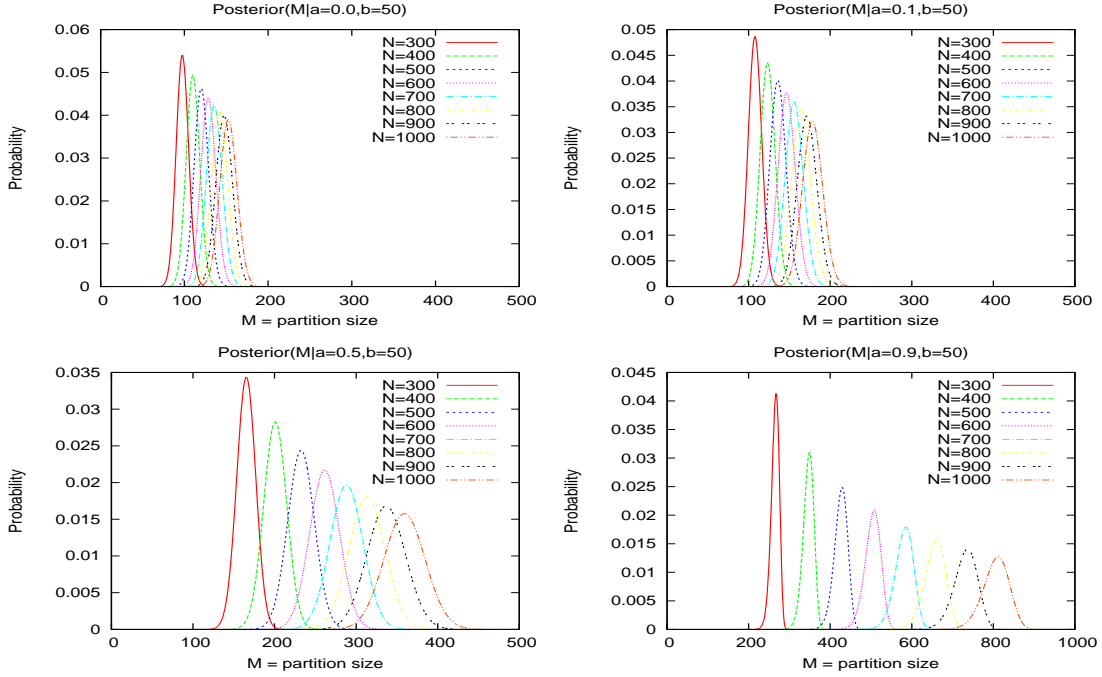 Posterior(M|a=0.0,b=50)
0.06
0.05
0.04
0.03
0.02
0.01
0
Probability
N=300
N=400
N=500
N=600
N=700
N=800
N=900
N=1000
0 100 200 300 400 500
M = partition size
Posterior(M|a=0.1,b=50)
0.05
0.045
0.04
0.035
0.03
0.025
0.02
0.015
0.01
0.005
0
Probability
N=300
N=400
N=500
N=600
N=700
N=800
N=900
N=1000
0 100 200 300 400 500
M = partition size
Posterior(M|a=0.5,b=50)
0.035
0.03
0.025
0.02
0.015
0.01
0.005
0
Probability
N=300
N=400
N=500
N=600
N=700
N=800
N=900
N=1000
0 100 200 300 400 500
M = partition size
Posterior(M|a=0.9,b=50)
0.045
0.04
0.035
0.03
0.025
0.02
0.015
0.01
0.005
0
Probability
N=300
N=400
N=500
N=600
N=700
N=800
N=900
N=1000
0 200 400 600 800 1000
M = partition size